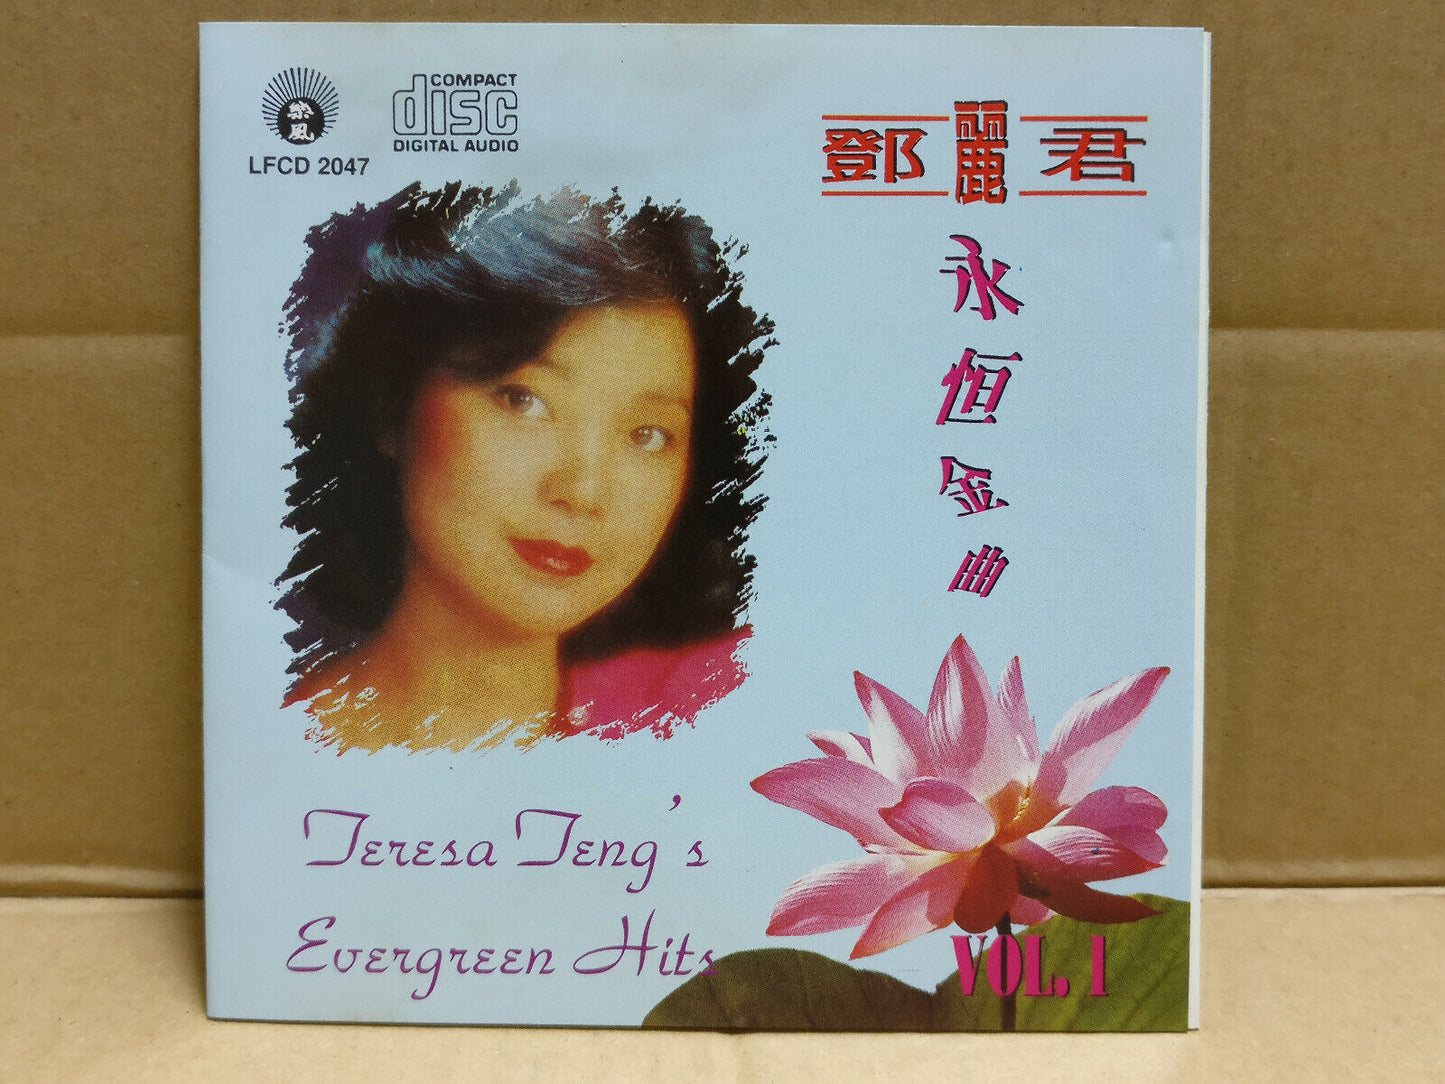 樂風
LFCD 2047
COMPACT
disc
DIGITAL AUDIO
鄧麗君
永恒金曲
Teresa Teng's
Evergreen Hits
VOL. 1